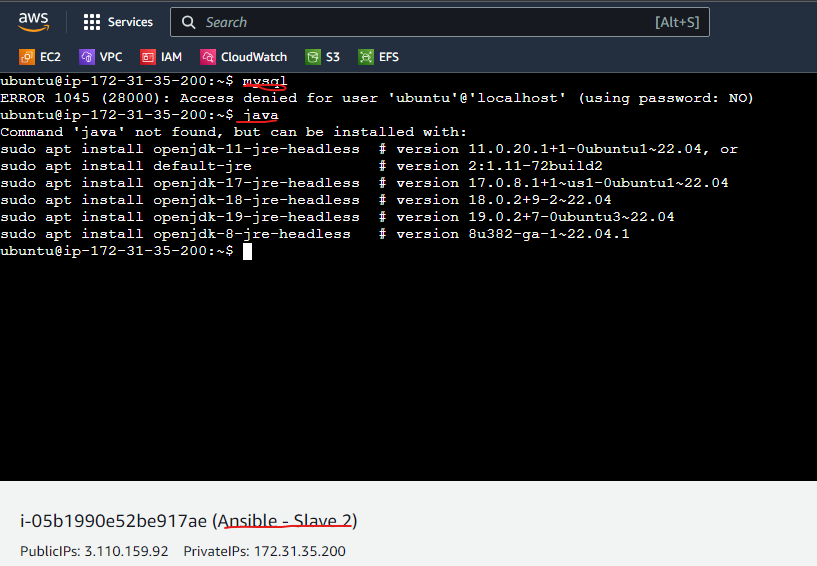 aws
Services
Search
[Alt+S]
EC2 VPC IAM CloudWatch S3 EFS
ubuntu@ip-172-31-35-200:~$ mysql
ERROR 1045 (28000): Access denied for user 'ubuntu'@'localhost' (using password: NO)
ubuntu@ip-172-31-35-200:~$ java
Command 'java' not found, but can be installed with:
sudo apt install openjdk-11-jre-headless  # version 11.0.20.1+1-0ubuntu1~22.04, or
sudo apt install default-jre              # version 2:1.11-72build2
sudo apt install openjdk-17-jre-headless  # version 17.0.8.1+1~us1-0ubuntu1~22.04
sudo apt install openjdk-18-jre-headless  # version 18.0.2+9-2~22.04
sudo apt install openjdk-19-jre-headless  # version 19.0.2+7-0ubuntu3~22.04
sudo apt install openjdk-8-jre-headless   # version 8u382-ga-1~22.04.1
ubuntu@ip-172-31-35-200:~$
i-05b1990e52be917ae (Ansible - Slave 2)
PublicIPs: 3.110.159.92 PrivateIPs: 172.31.35.200